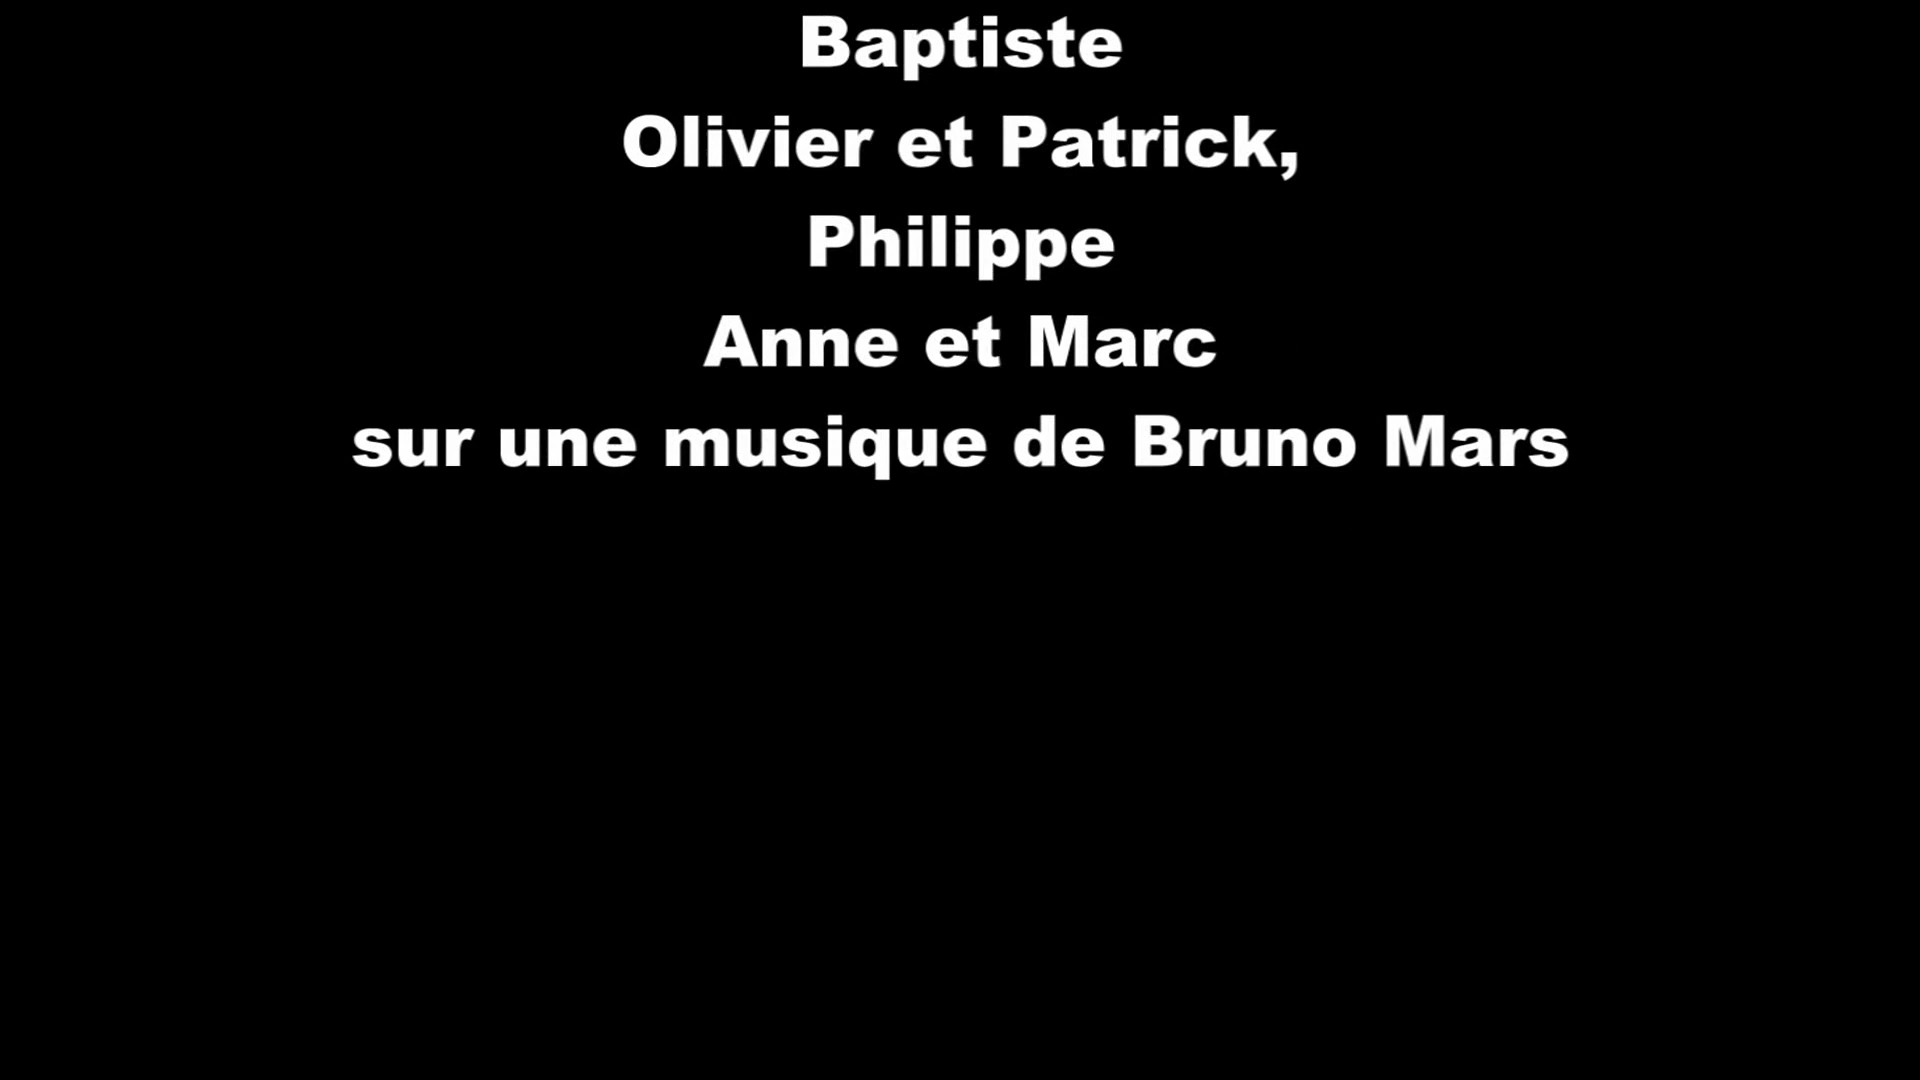 Baptiste
Olivier et Patrick,
Philippe
Anne et Marc
sur une musique de Bruno Mars